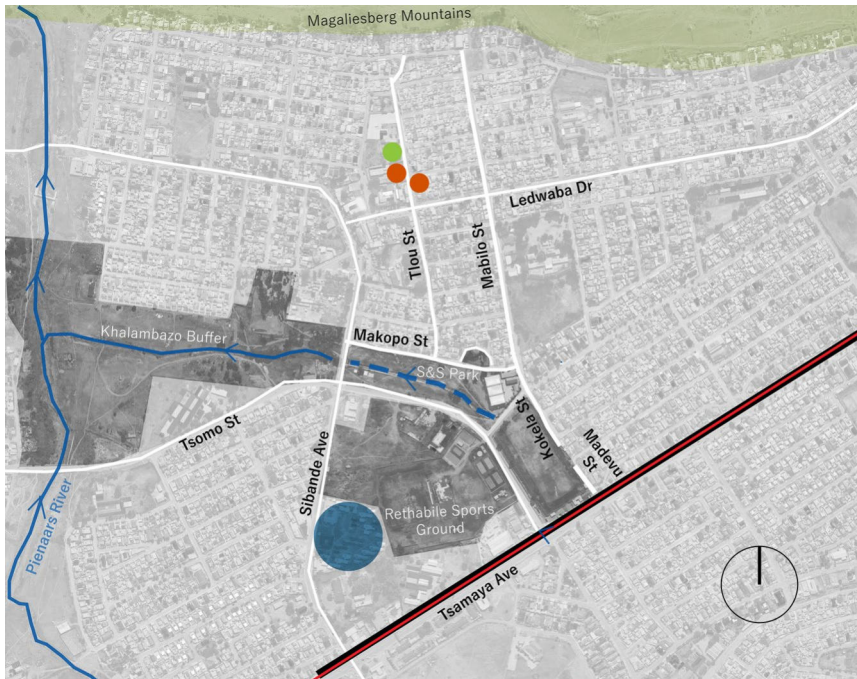 Magaliesberg Mountains
Ledwaba Dr
Tlou St
Mabilo St
Khalambazo Buffer
Makopo St
S&S Park
Tsomo St
Kokela St
Madevu
St
Sibande Ave
Pienaars River
Rethabile Sports
Ground
Tsamaya Ave